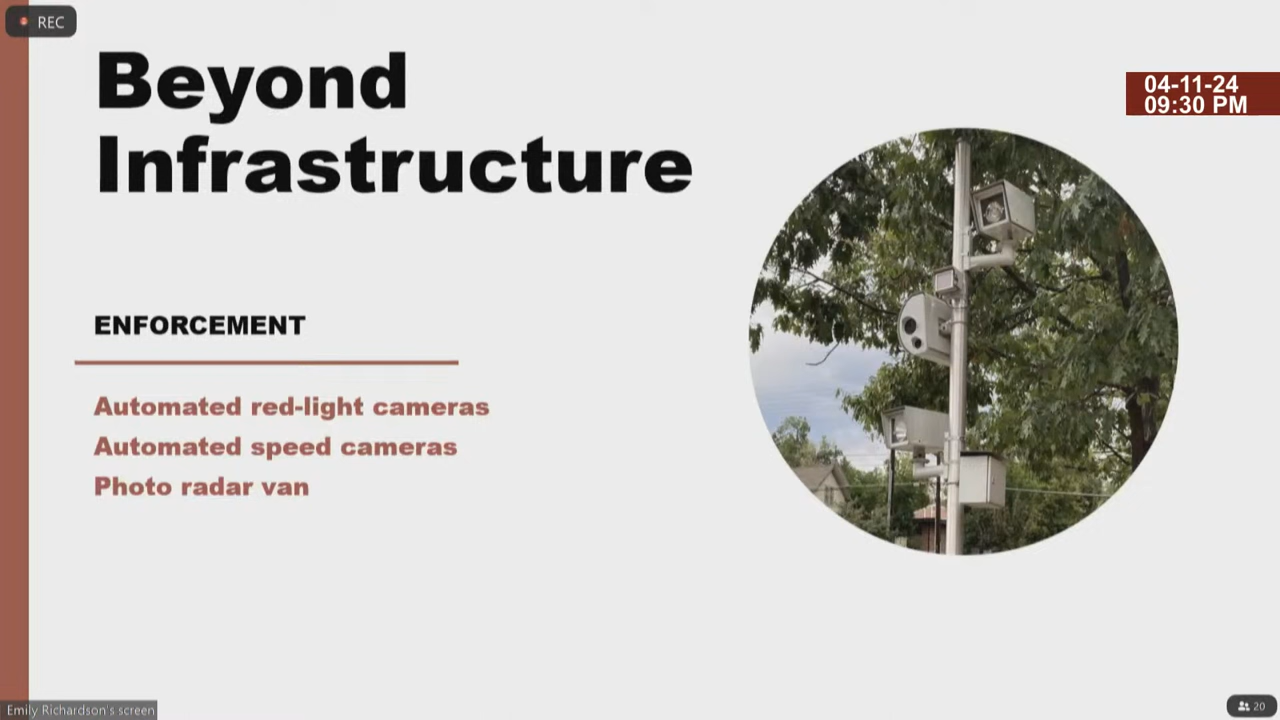 REC
Beyond
Infrastructure
04-11-24
09:30 PM
ENFORCEMENT
Automated red-light cameras
Automated speed cameras
Photo radar van
Emily Richardson's screen
20